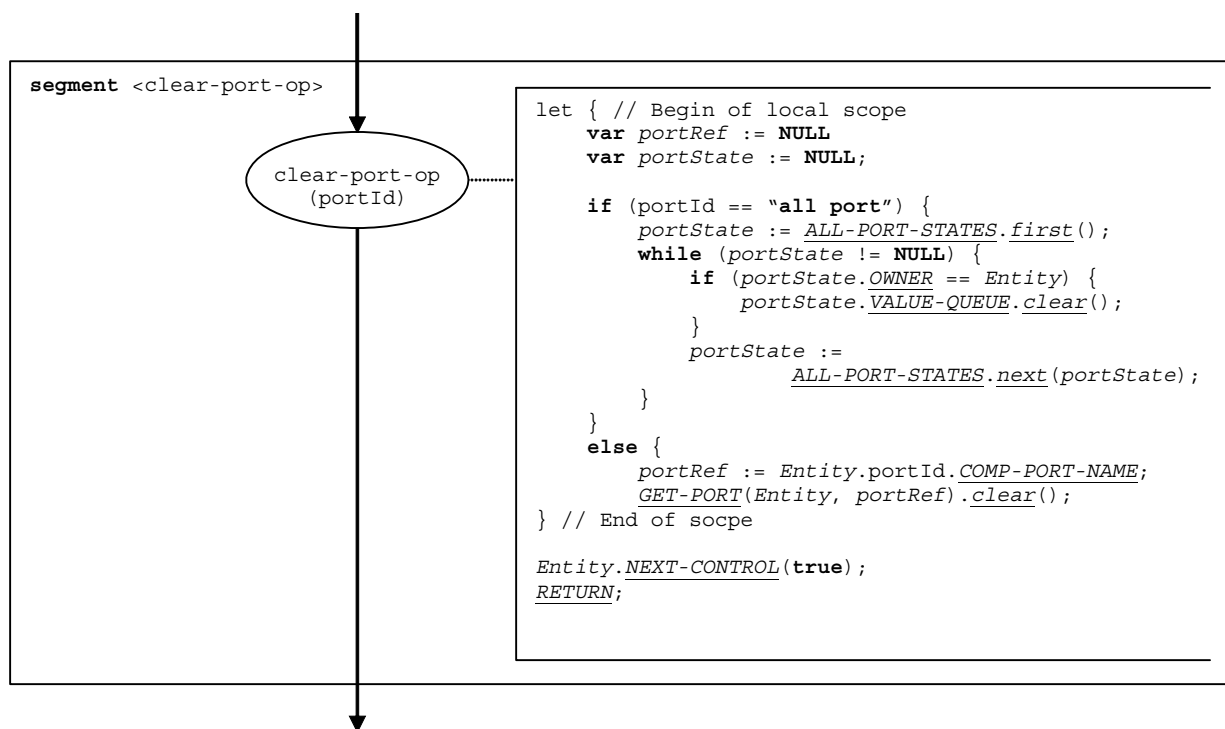 segment <clear-port-op>
clear-port-op
(portId)
let { // Begin of local scope
    var portRef := NULL
    var portState := NULL;

    if (portId == “all port”) {
        portState := ALL-PORT-STATES.first();
        while (portState != NULL) {
            if (portState.OWNER == Entity) {
                portState.VALUE-QUEUE.clear();
            }
            portState :=
                    ALL-PORT-STATES.next(portState);
        }
    }
    else {
        portRef := Entity.portId.COMP-PORT-NAME;
        GET-PORT(Entity, portRef).clear();
} // End of socpe

Entity.NEXT-CONTROL(true);
RETURN;